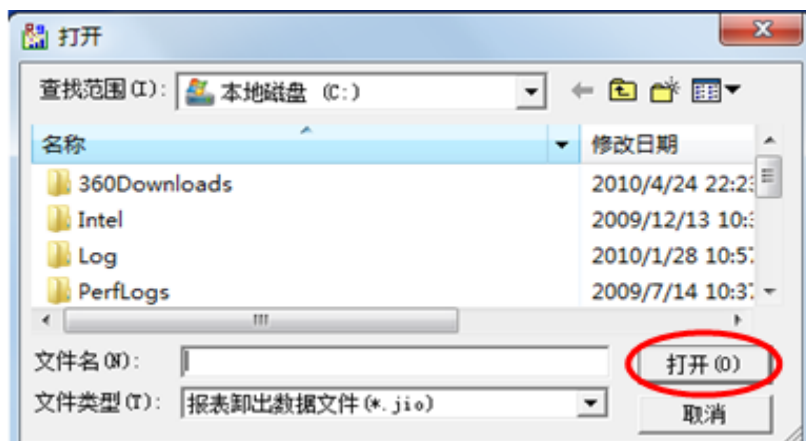 打开
查找范围(I): 本地磁盘 (C:)
名称 修改日期
360Downloads 2010/4/24 22:23
Intel 2009/12/13 10:3
Log 2010/1/28 10:57
PerfLogs 2009/7/14 10:37
文件名(N): 打开(O)
文件类型(T): 报表卸出数据文件(*.jio) 取消